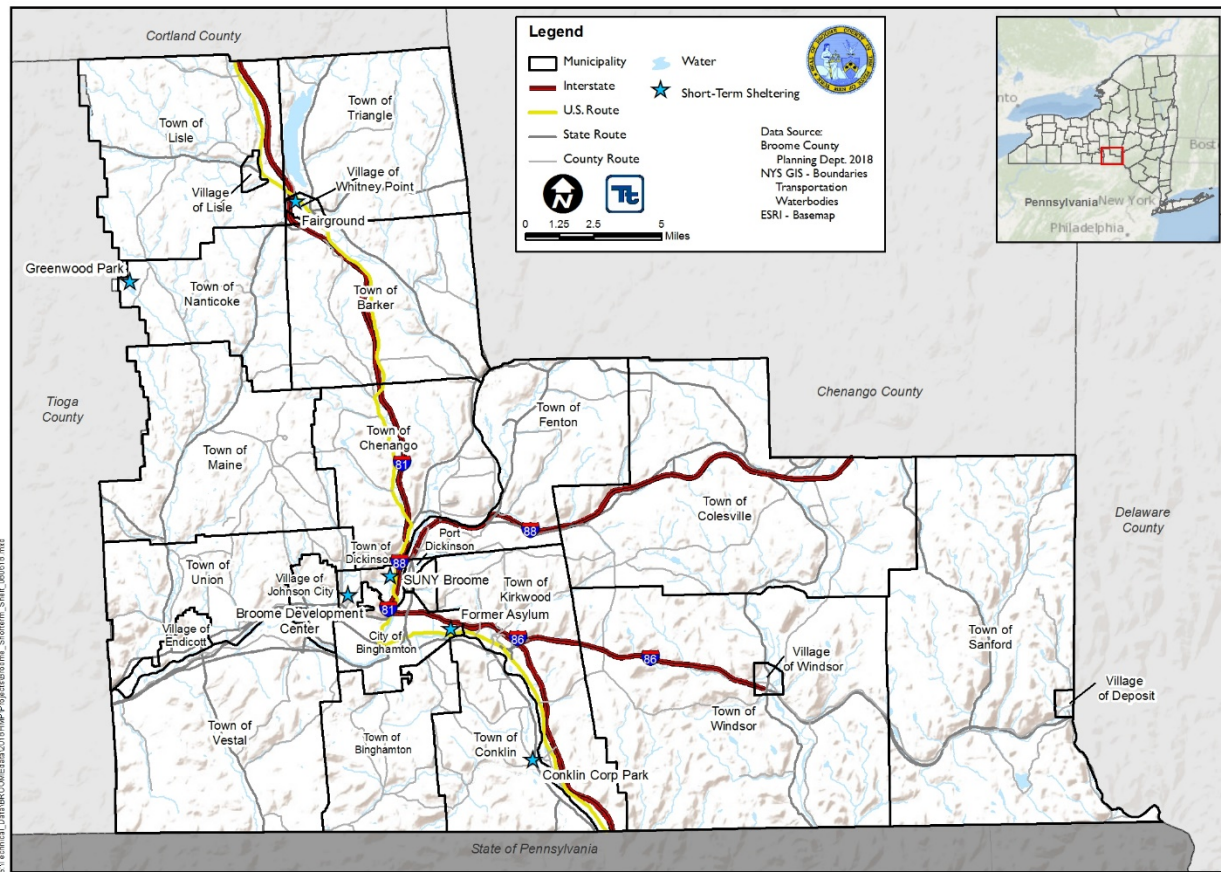 Cortland County
Town of
Lisle
Town of
Triangle
Village
of Lisle
Village of
Whitney Point
Fairground
Greenwood Park
Town of
Nanticoke
Town of
Barker
Tioga
County
Chenango County
Delaware
County
Town of
Maine
Town of
Chenango
81
Town of
Fenton
Town of
Colesville
88
Port
Dickinson
Town of
Dickinson
88
SUNY Broome
Town of
Union
Village of
Johnson City
Broome Development
Center
Village of
Endicott
81
Town of
Kirkwood
Former Asylum
City of
Binghamton
86
86
Village
of Windsor
Town of
Windsor
Town of
Sanford
Village
of Deposit
Town of
Vestal
Town of
Binghamton
Town of
Conklin
Conklin Corp Park
State of Pennsylvania
Legend
Municipality
Interstate
U.S. Route
State Route
County Route
Water
Short-Term Sheltering
Data Source:
Broome County
Planning Dept. 2018
NYS GIS - Boundaries
Transportation
Waterbodies
ESRI - Basemap
N
Tt
0 1.25 2.5 5
Miles
nto
Bost
Pennsylvania
New York
Philadelphia